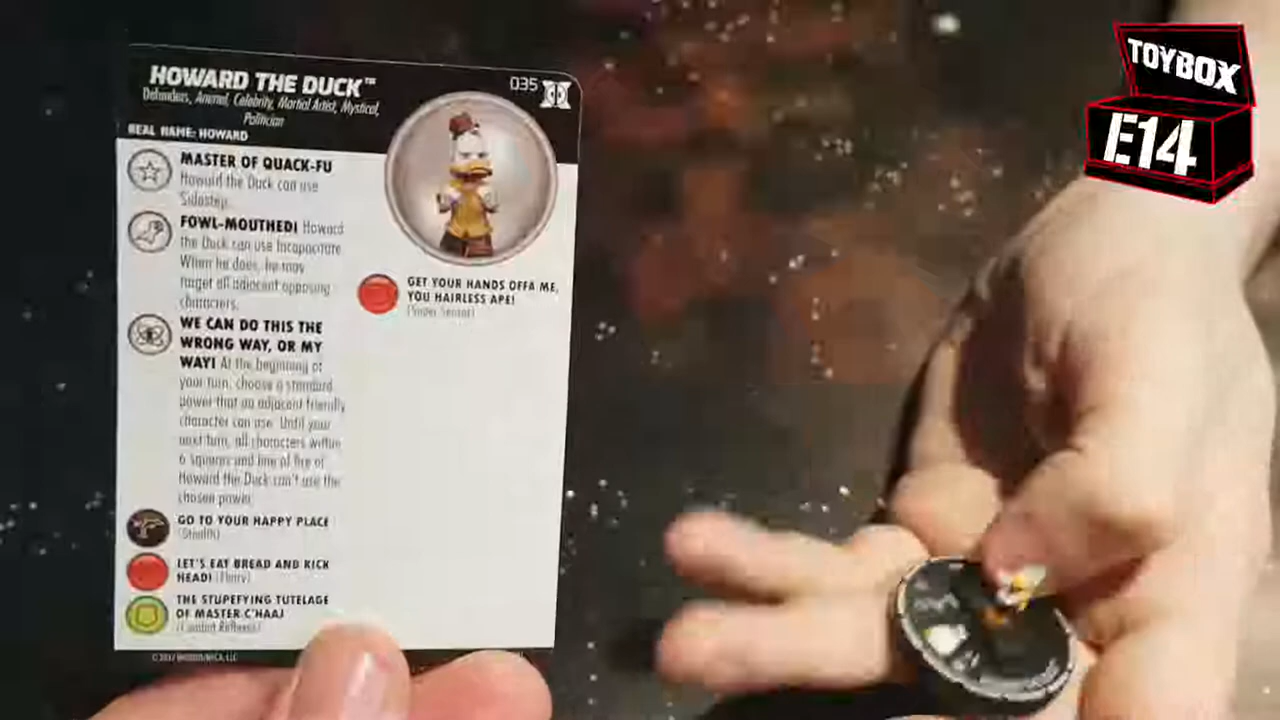 HOWARD THE DUCK™
035
Defenders, Animal, Celebrity, Martial Artist, Mystical,
Politician
REAL NAME: HOWARD
MASTER OF QUACK-FU
Howard the Duck can use
Sidestep.
FOWL-MOUTHED! Howard
the Duck can use Incapacitate.
When he does, he may
target all adjacent opposing
characters.
WE CAN DO THIS THE
WRONG WAY, OR MY
WAY! At the beginning of
your turn, choose a standard
power that an adjacent friendly
character can use. Until your
next turn, all characters within
6 squares and line of fire of
Howard the Duck can't use the
chosen power.
GO TO YOUR HAPPY PLACE
(Stealth)
LET'S EAT BREAD AND KICK
HEAD! (Flurry)
THE STUPEFYING TUTELAGE
OF MASTER C'HAAJ
(Combat Reflexes)
GET YOUR HANDS OFFA ME,
YOU HAIRLESS APE!
(Super Senses)
TOYBOX
E14